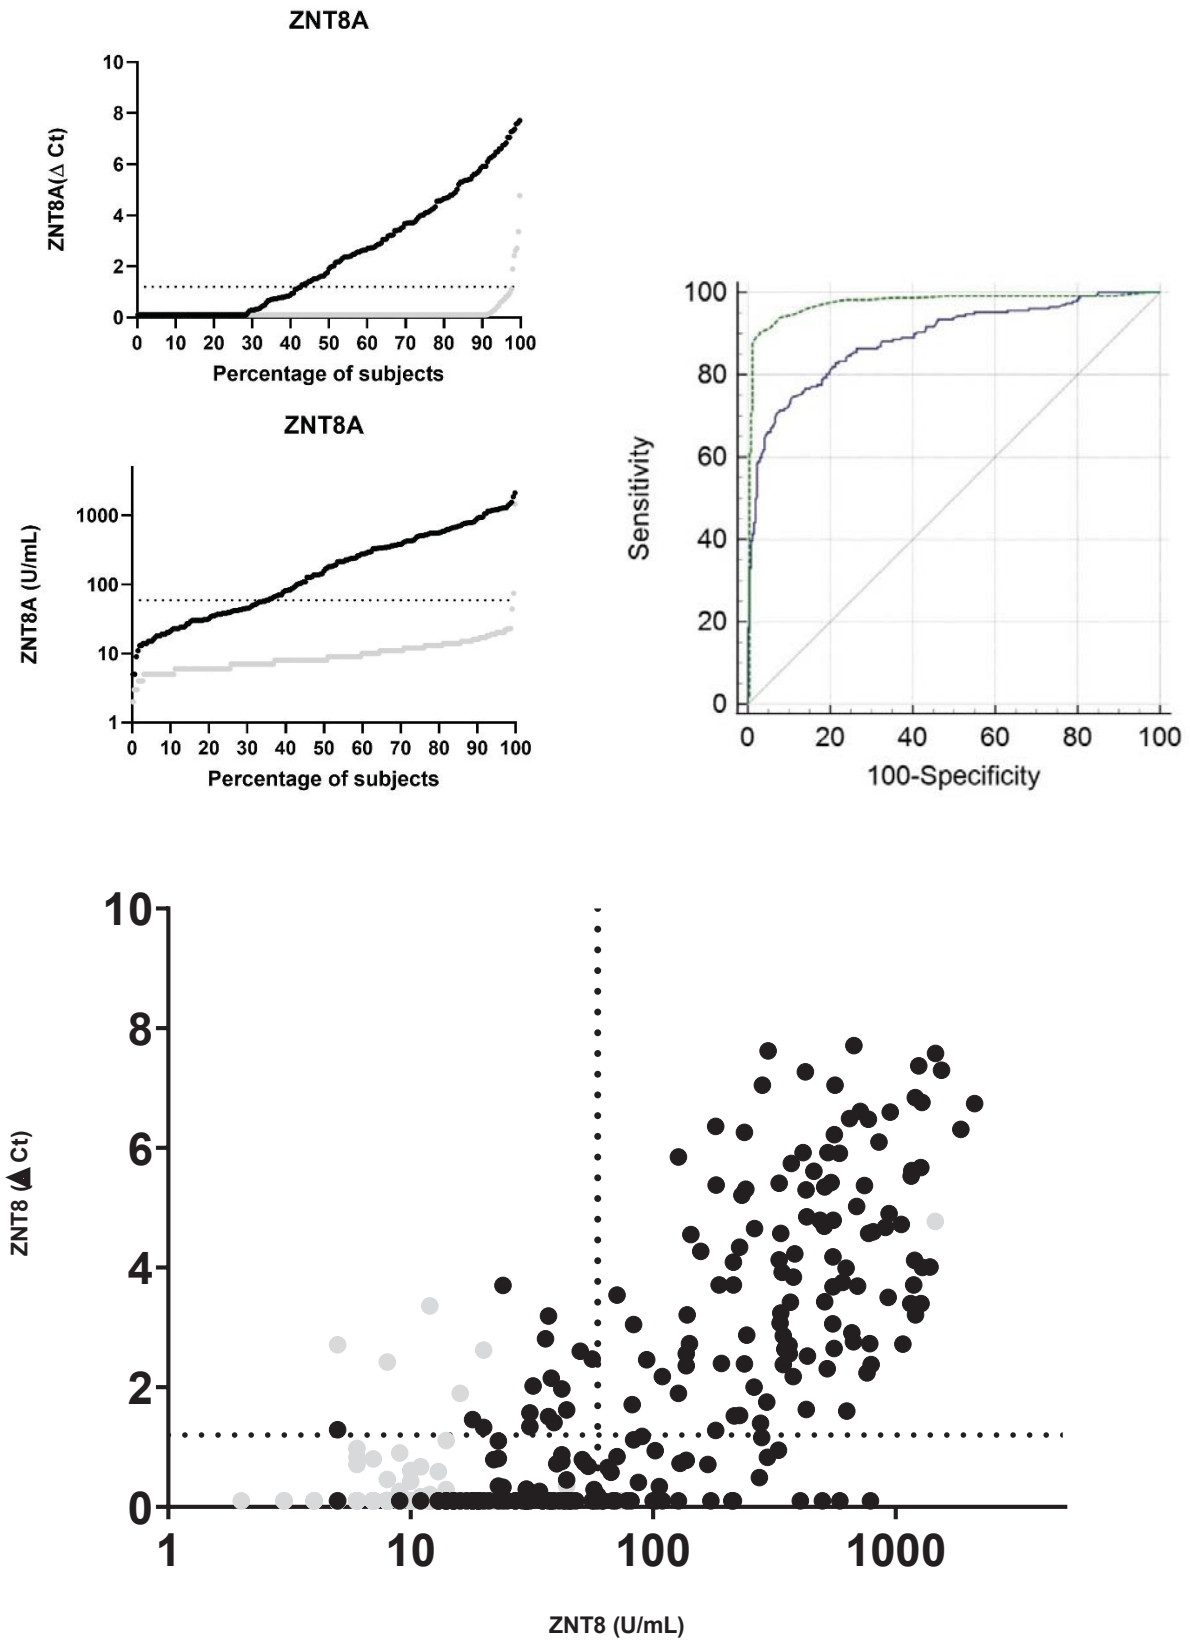 ZNT8A
10
8
6
4
2
0
ZNT8A(Δ Ct)
0 10 20 30 40 50 60 70 80 90 100
Percentage of subjects
ZNT8A
1000
100
10
1
ZNT8A (U/mL)
0 10 20 30 40 50 60 70 80 90 100
Percentage of subjects
100
80
60
40
20
0
Sensitivity
0 20 40 60 80 100
100-Specificity
10
8
6
4
2
0
ZNT8 (▲ Ct)
1 10 100 1000
ZNT8 (U/mL)